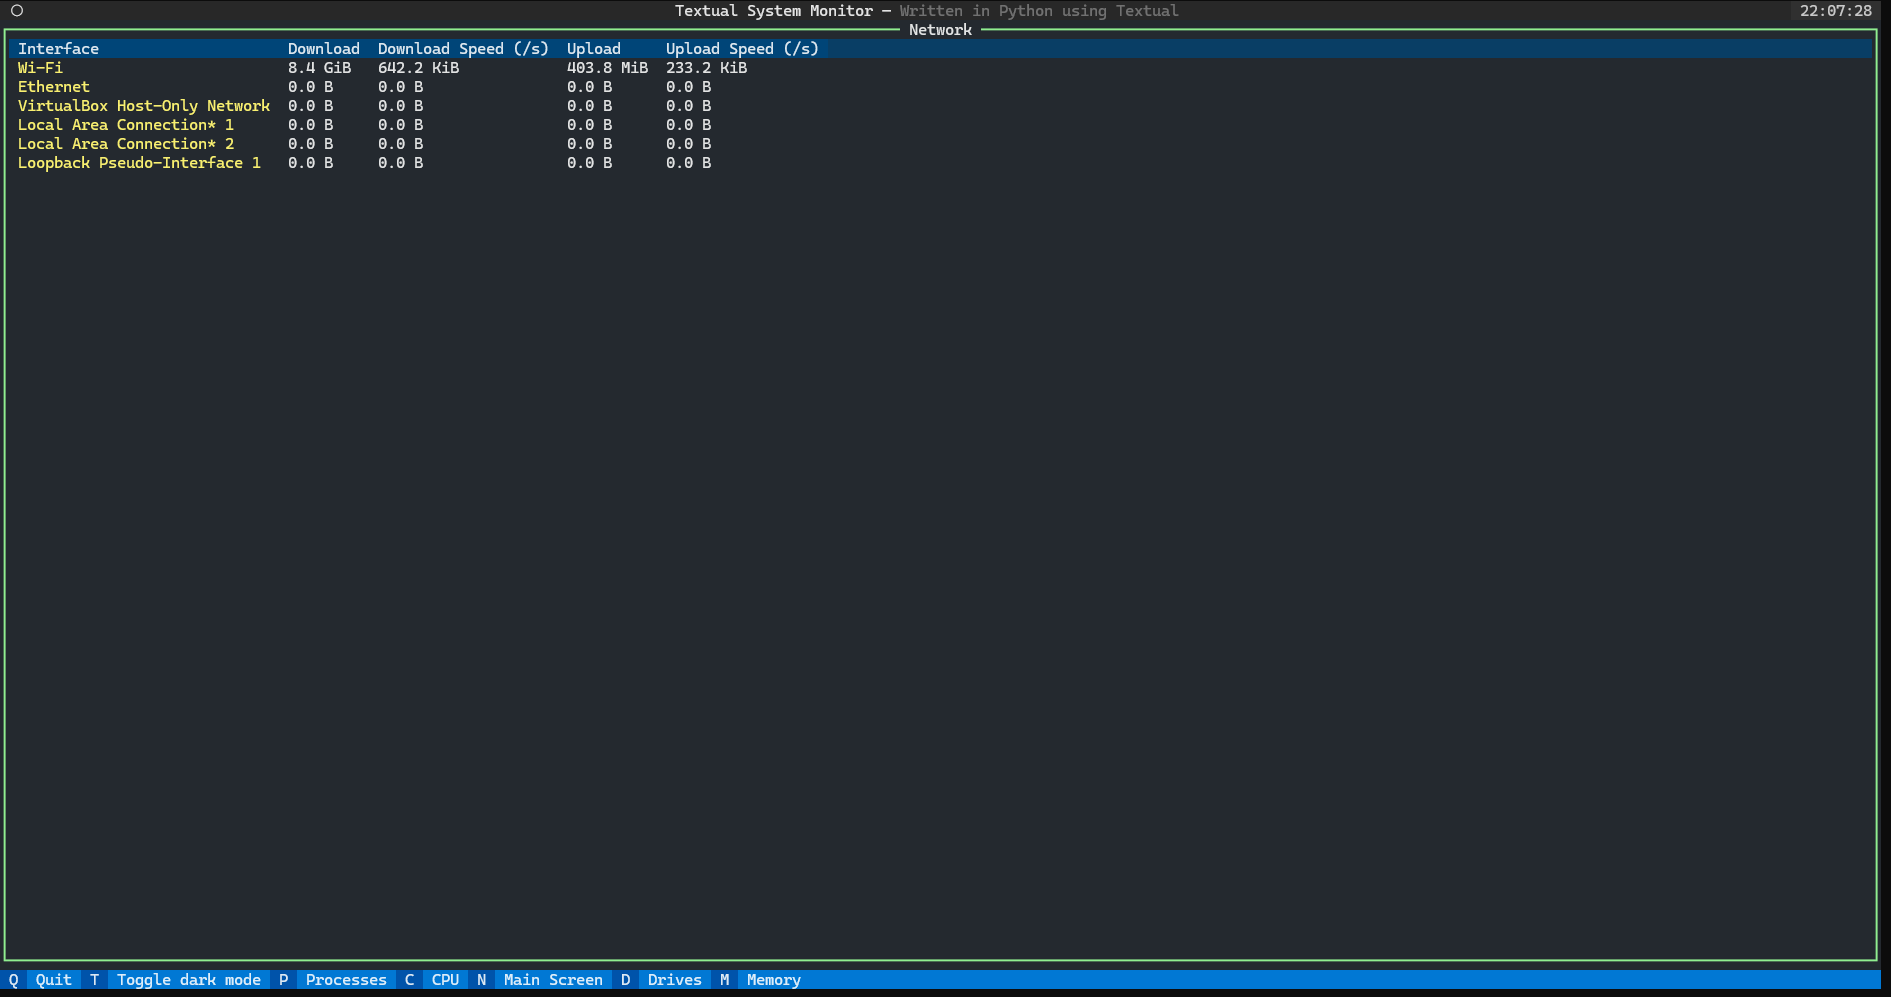 Textual System Monitor — Written in Python using Textual 22:07:28
Network
Interface Download Download Speed (/s) Upload Upload Speed (/s)
Wi-Fi 8.4 GiB 642.2 KiB 403.8 MiB 233.2 KiB
Ethernet 0.0 B 0.0 B 0.0 B 0.0 B
VirtualBox Host-Only Network 0.0 B 0.0 B 0.0 B 0.0 B
Local Area Connection* 1 0.0 B 0.0 B 0.0 B 0.0 B
Local Area Connection* 2 0.0 B 0.0 B 0.0 B 0.0 B
Loopback Pseudo-Interface 1 0.0 B 0.0 B 0.0 B 0.0 B
Q Quit T Toggle dark mode P Processes C CPU N Main Screen D Drives M Memory